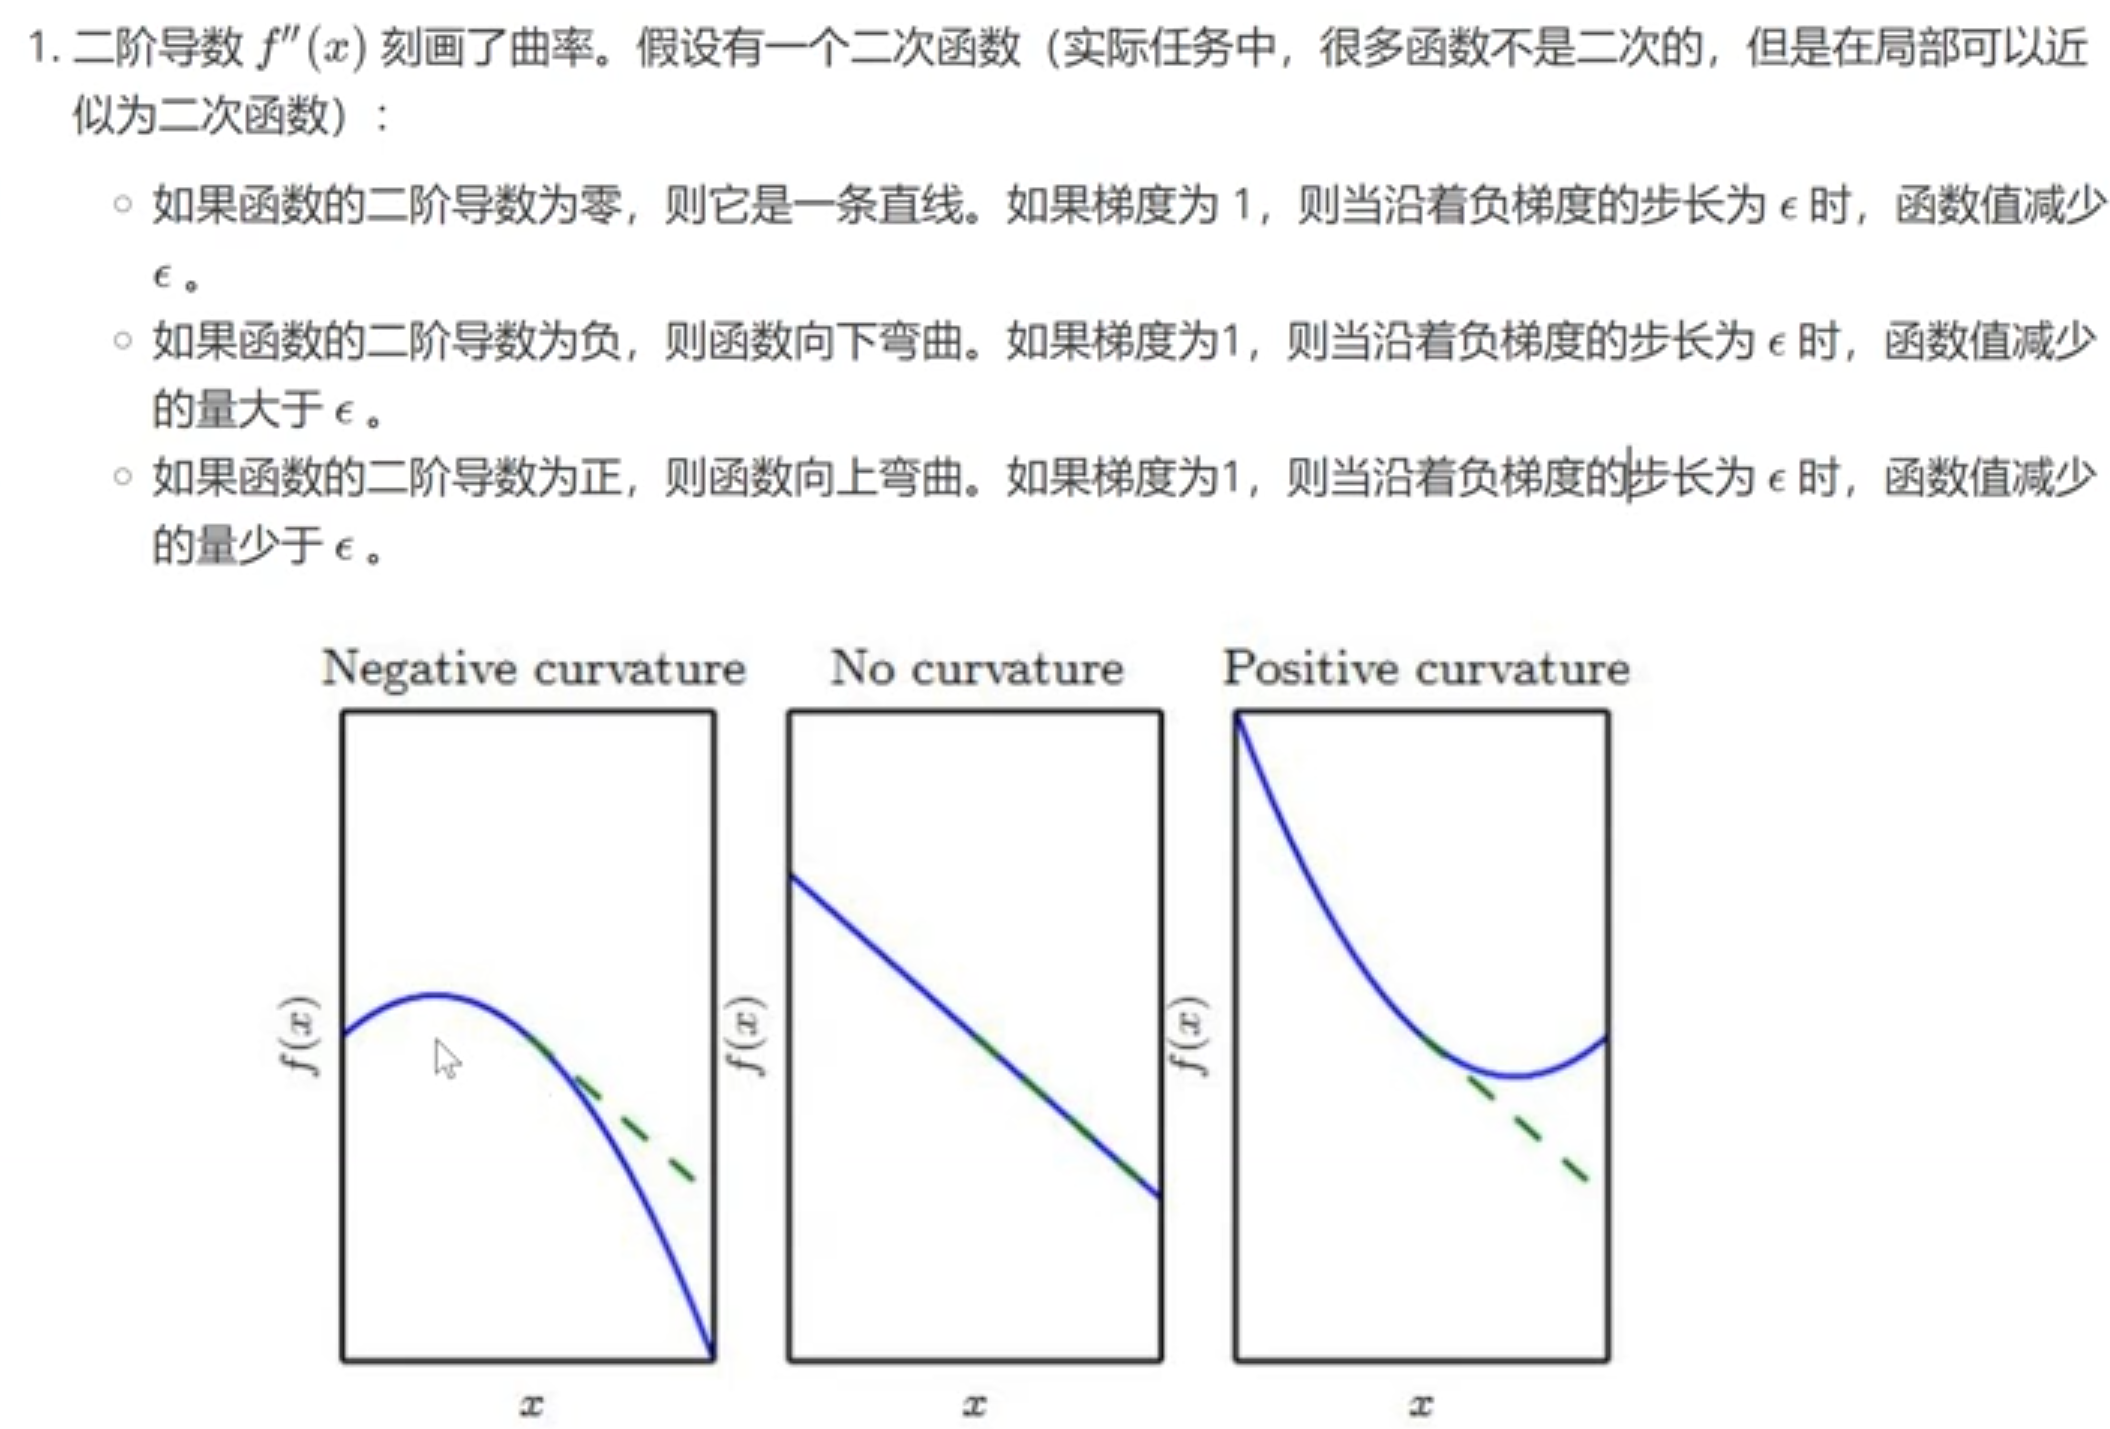 1. 二阶导数 f″(x) 刻画了曲率。假设有一个二次函数（实际任务中，很多函数不是二次的，但是在局部可以近
似为二次函数）：
○ 如果函数的二阶导数为零，则它是一条直线。如果梯度为 1，则当沿着负梯度的步长为 ϵ 时，函数值减少
ϵ 。
○ 如果函数的二阶导数为负，则函数向下弯曲。如果梯度为1，则当沿着负梯度的步长为 ϵ 时，函数值减少
的量大于 ϵ 。
○ 如果函数的二阶导数为正，则函数向上弯曲。如果梯度为1，则当沿着负梯度的步长为 ϵ 时，函数值减少
的量少于 ϵ 。
Negative curvature
No curvature
Positive curvature
f(x)
f(x)
f(x)
x
x
x